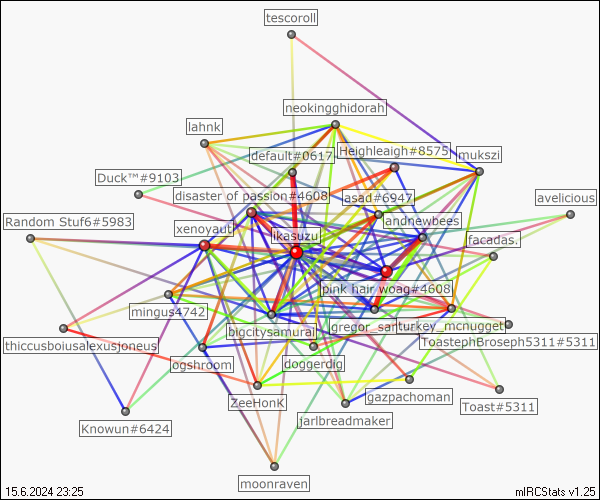 tescoroll
neokingghidorah
lahnk
default#0617
Heighleaigh#8575
mukszi
Duck™#9103
disaster of passion#4608
asad#6947
avelicious
Random Stuf6#5983
xenoyaut
likasuzu
andnewbees
facadas.
pink hair woag#4608
mingus4742
bigcitysamurai
gregor_san
turkey_mcnugget
thiccusboiusalexusjoneus
ogshroom
doggerdig
ToastephBroseph5311#5311
ZeeHonK
gazpachoman
Toast#5311
Knowun#6424
jarlbreadmaker
moonraven
15.6.2024 23:25
mIRCStats v1.25